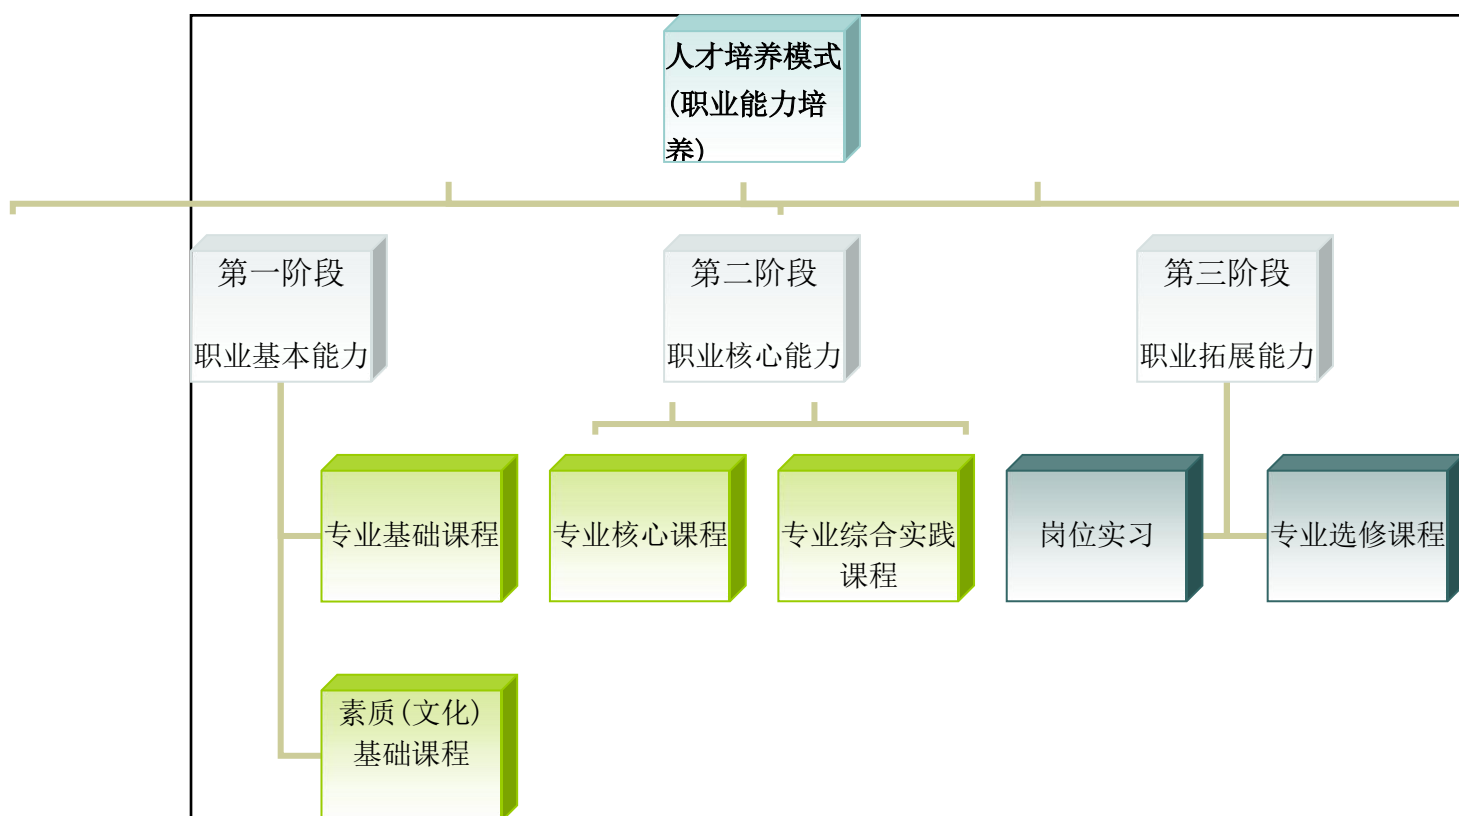 人才培养模式
(职业能力培
养)
第一阶段
职业基本能力
第二阶段
职业核心能力
第三阶段
职业拓展能力
专业基础课程
专业核心课程
专业综合实践
课程
岗位实习
专业选修课程
素质(文化)
基础课程